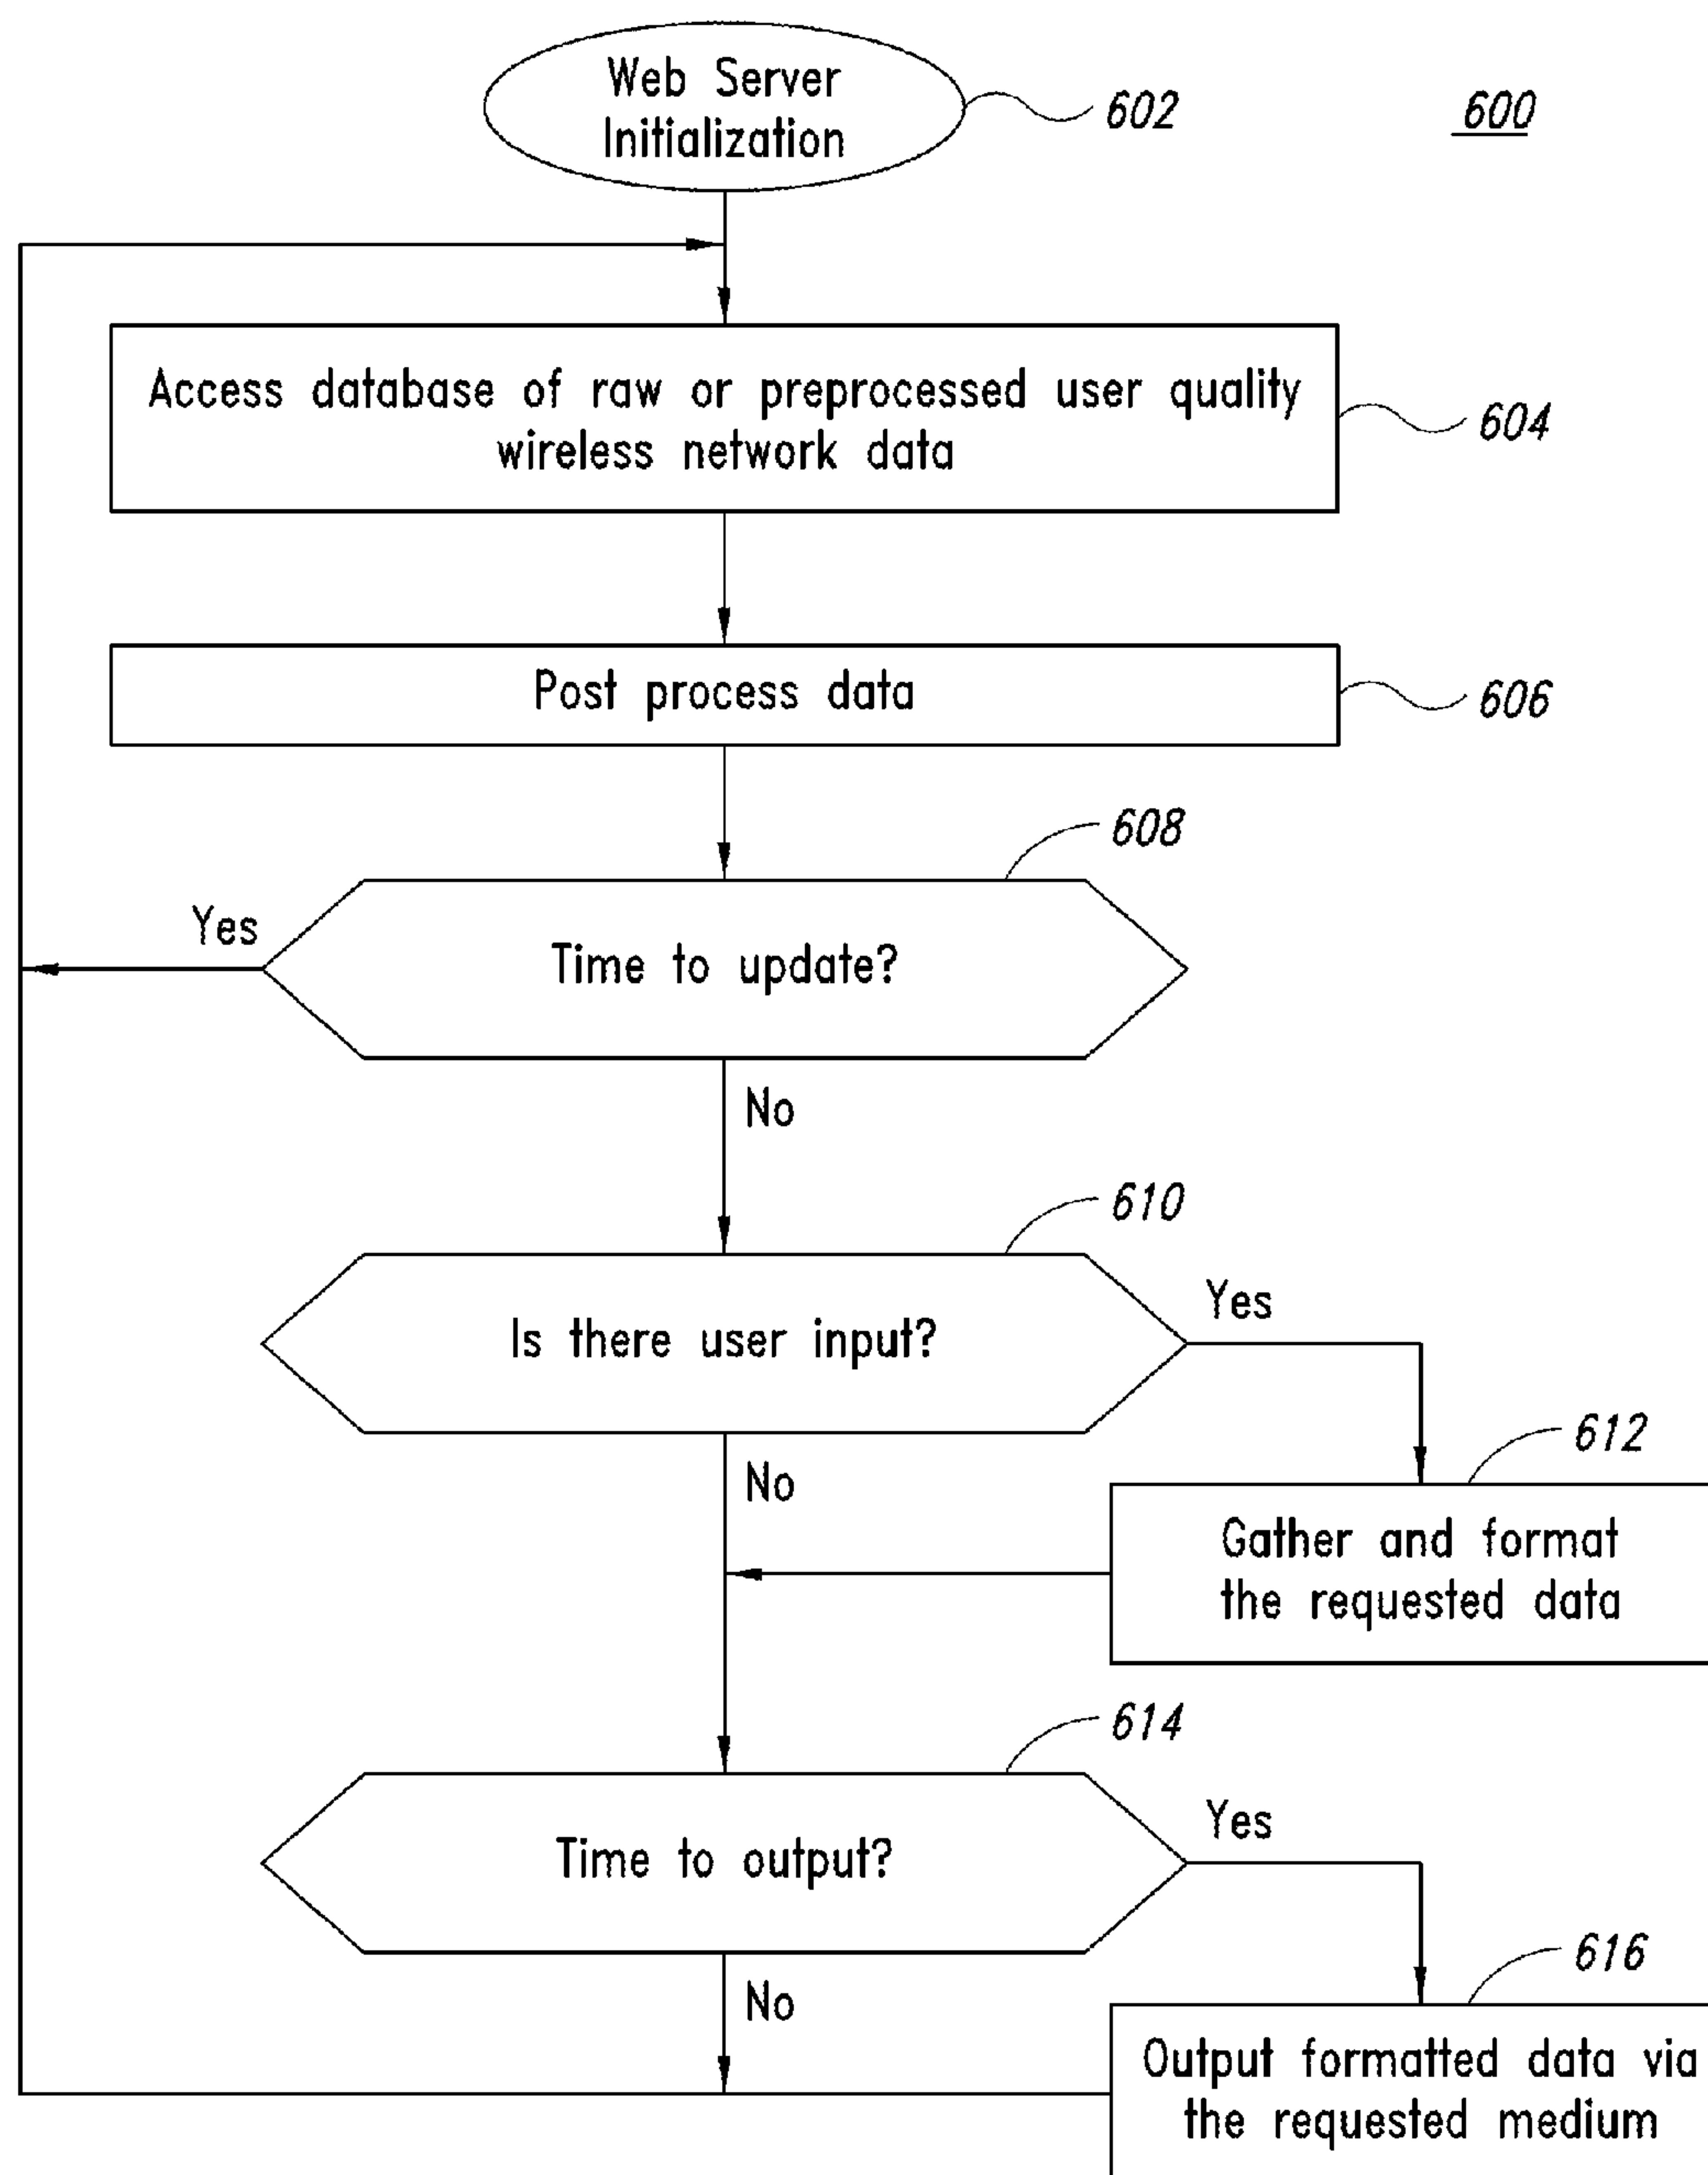 Web Server
Initialization
602
600
Access database of raw or preprocessed user quality
wireless network data
604
Post process data
606
608
Yes
Time to update?
No
610
Yes
Is there user input?
No
612
Gather and format
the requested data
614
Yes
Time to output?
No
616
Output formatted data via
the requested medium